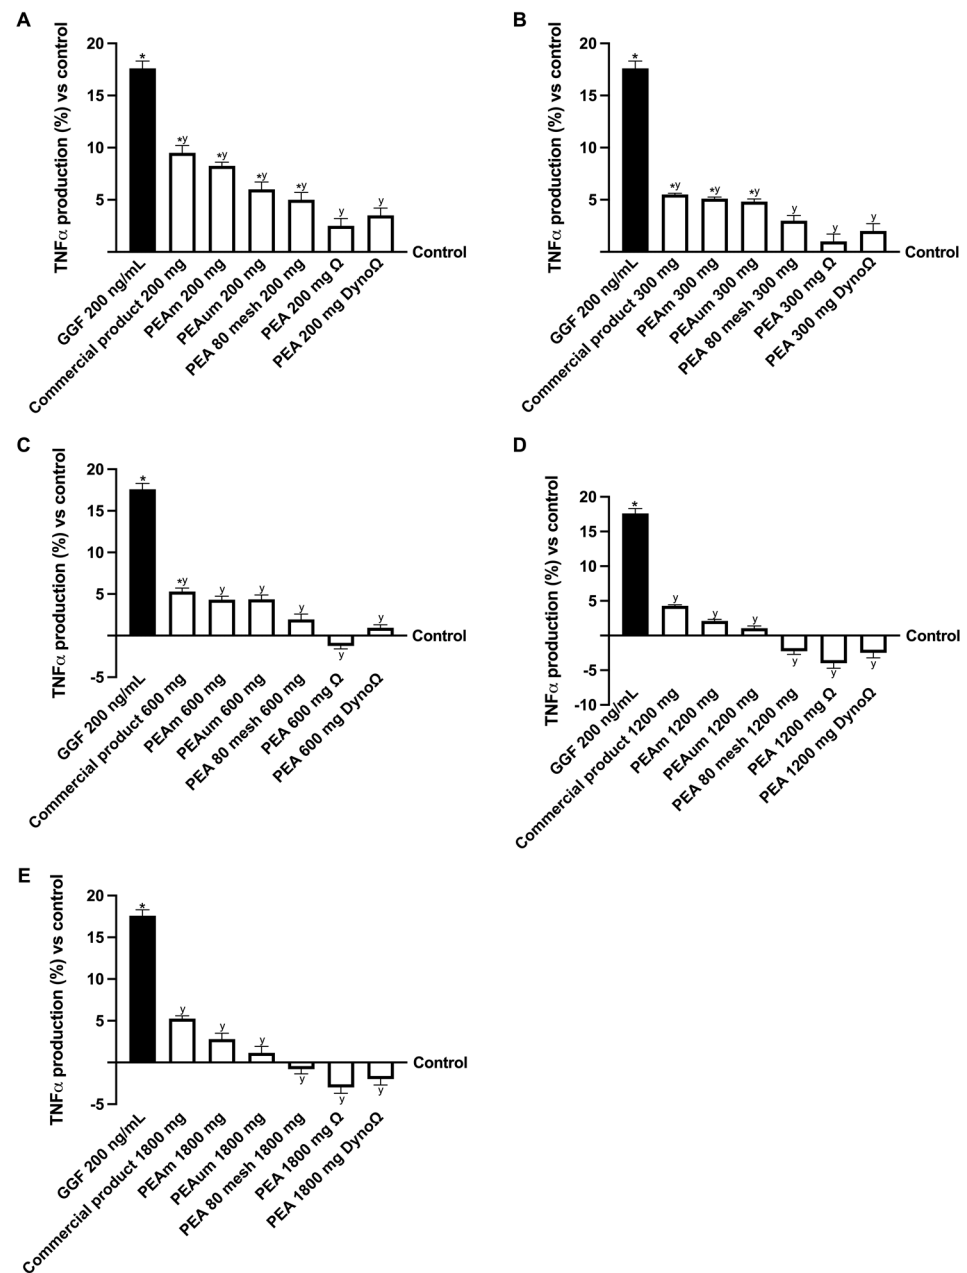 A
TNFα production (%) vs control
20
15
10
5
*
*y
*y
*y
*y
y
y
Control
GGF 200 ng/mL
Commercial product 200 mg
PEAm 200 mg
PEAum 200 mg
PEA 80 mesh 200 mg
PEA 200 mg Ω
PEA 200 mg DynoΩ
B
TNFα production (%) vs control
20
15
10
5
*
*y
*y
*y
y
y
y
Control
GGF 200 ng/mL
Commercial product 300 mg
PEAm 300 mg
PEAum 300 mg
PEA 80 mesh 300 mg
PEA 300 mg Ω
PEA 300 mg DynoΩ
C
TNFα production (%) vs control
20
15
10
5
-5
*
*y
y
y
y
y
y
Control
GGF 200 ng/mL
Commercial product 600 mg
PEAm 600 mg
PEAum 600 mg
PEA 80 mesh 600 mg
PEA 600 mg Ω
PEA 600 mg DynoΩ
D
TNFα production (%) vs control
20
15
10
5
-5
-10
*
y
y
y
y
y
y
Control
GGF 200 ng/mL
Commercial product 1200 mg
PEAm 1200 mg
PEAum 1200 mg
PEA 80 mesh 1200 mg
PEA 1200 mg Ω
PEA 1200 mg DynoΩ
E
TNFα production (%) vs control
20
15
10
5
-5
*
y
y
y
y
y
y
Control
GGF 200 ng/mL
Commercial product 1800 mg
PEAm 1800 mg
PEAum 1800 mg
PEA 80 mesh 1800 mg
PEA 1800 mg Ω
PEA 1800 mg DynoΩ